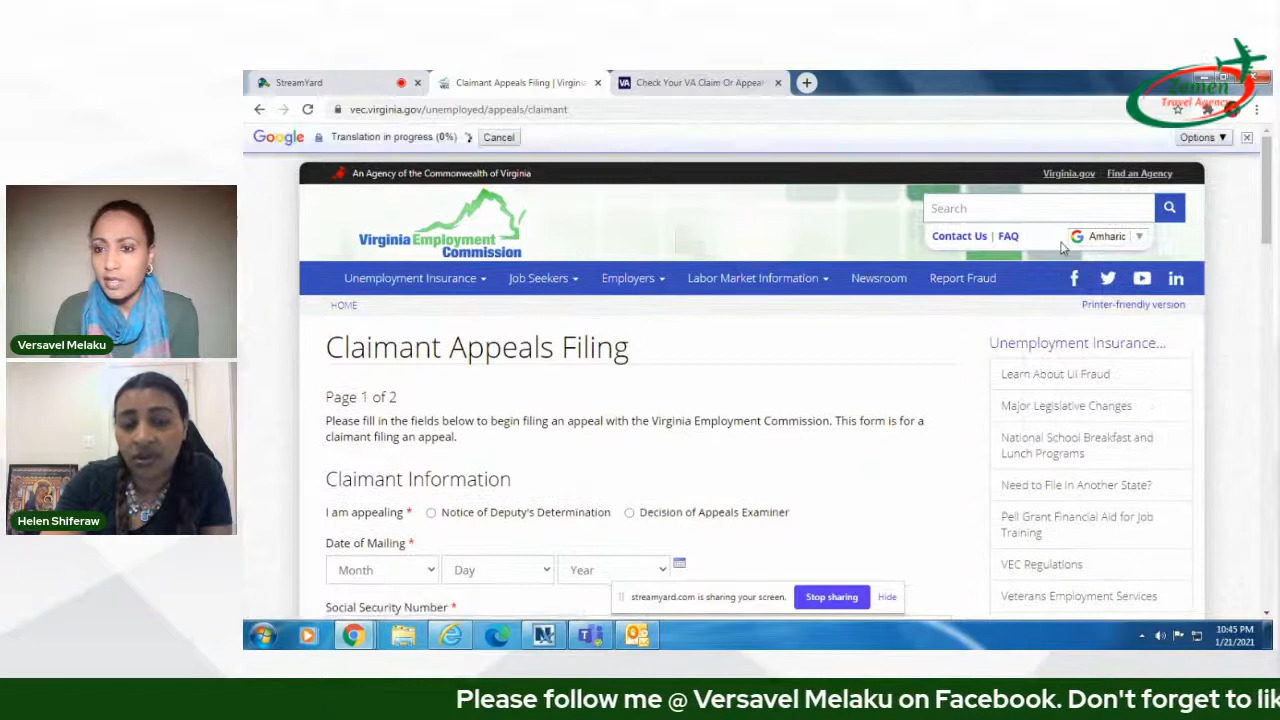 Zamen
Travel Agency
StreamYard
Claimant Appeals Filing | Virginia
Check Your VA Claim Or Appeal
vec.virginia.gov/unemployed/appeals/claimant
Google Translation in progress (0%) Cancel Options ▼
An Agency of the Commonwealth of Virginia
Virginia.gov Find an Agency
Virginia Employment
Commission
Search
Contact Us | FAQ
G Amharic ▼
Unemployment Insurance Job Seekers Employers Labor Market Information Newsroom Report Fraud
HOME
Printer-friendly version
Claimant Appeals Filing
Page 1 of 2
Please fill in the fields below to begin filing an appeal with the Virginia Employment Commission. This form is for a
claimant filing an appeal.
Claimant Information
I am appealing * Notice of Deputy's Determination Decision of Appeals Examiner
Date of Mailing *
Month Day Year
Social Security Number *
Unemployment Insurance...
Learn About UI Fraud
Major Legislative Changes
National School Breakfast and
Lunch Programs
Need to File In Another State?
Pell Grant Financial Aid for Job
Training
VEC Regulations
Veterans Employment Services
streamyard.com is sharing your screen. Stop sharing Hide
10:45 PM
1/21/2021
Versavel Melaku
Helen Shiferaw
Please follow me @ Versavel Melaku on Facebook. Don't forget to lik